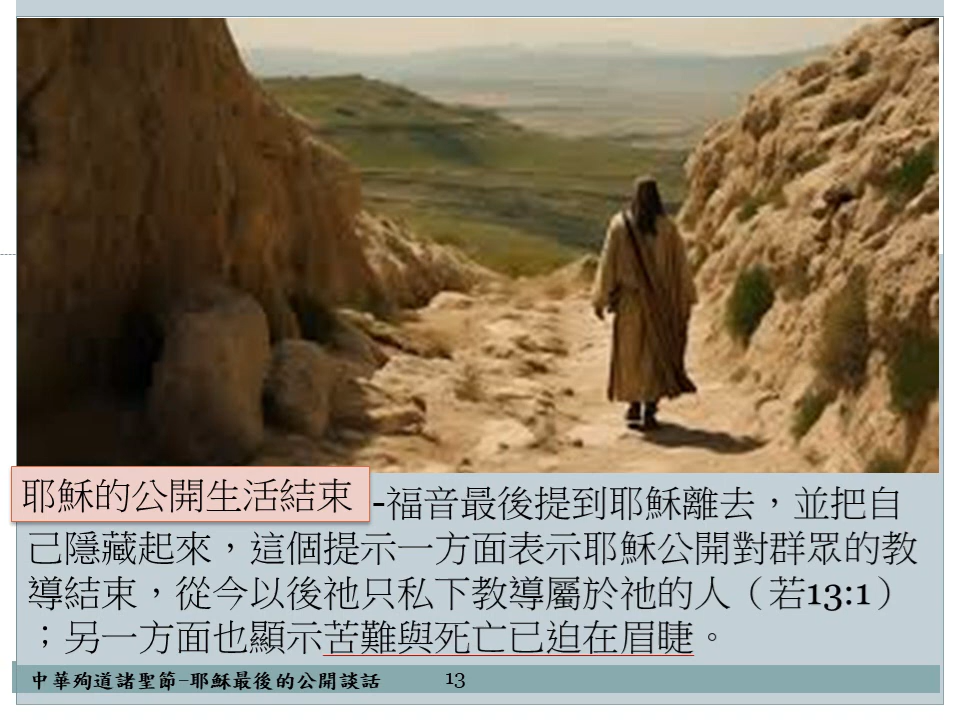 耶穌的公開生活結束 -福音最後提到耶穌離去，並把自
己隱藏起來，這個提示一方面表示耶穌公開對群眾的教
導結束，從今以後祂只私下教導屬於祂的人（若13:1）
；另一方面也顯示苦難與死亡已迫在眉睫。
中華殉道諸聖節-耶穌最後的公開談話 13